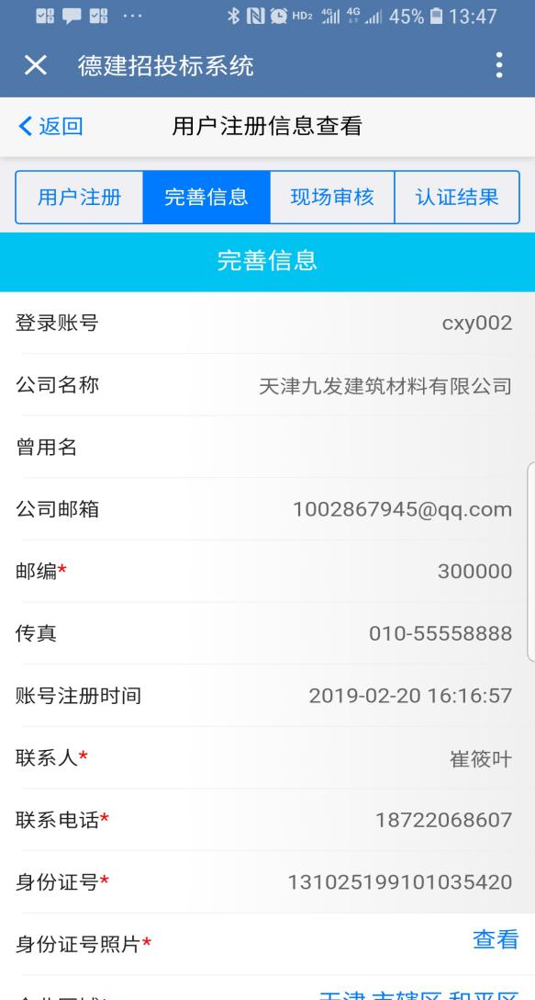 HD2 4G 4G 45% 13:47
德建招投标系统
返回 用户注册信息查看
用户注册 完善信息 现场审核 认证结果
完善信息
登录账号 cxy002
公司名称 天津九发建筑材料有限公司
曾用名
公司邮箱 1002867945@qq.com
邮编* 300000
传真 010-55558888
账号注册时间 2019-02-20 16:16:57
联系人* 崔筱叶
联系电话* 18722068607
身份证号* 131025199101035420
身份证号照片* 查看
天津 市辖区 和平区